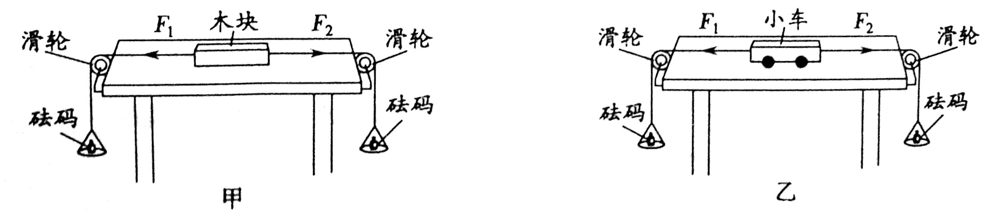 滑轮 F₁ 木块 F₂ 滑轮
砝码 砝码
甲
滑轮 F₁ 小车 F₂ 滑轮
砝码 砝码
乙